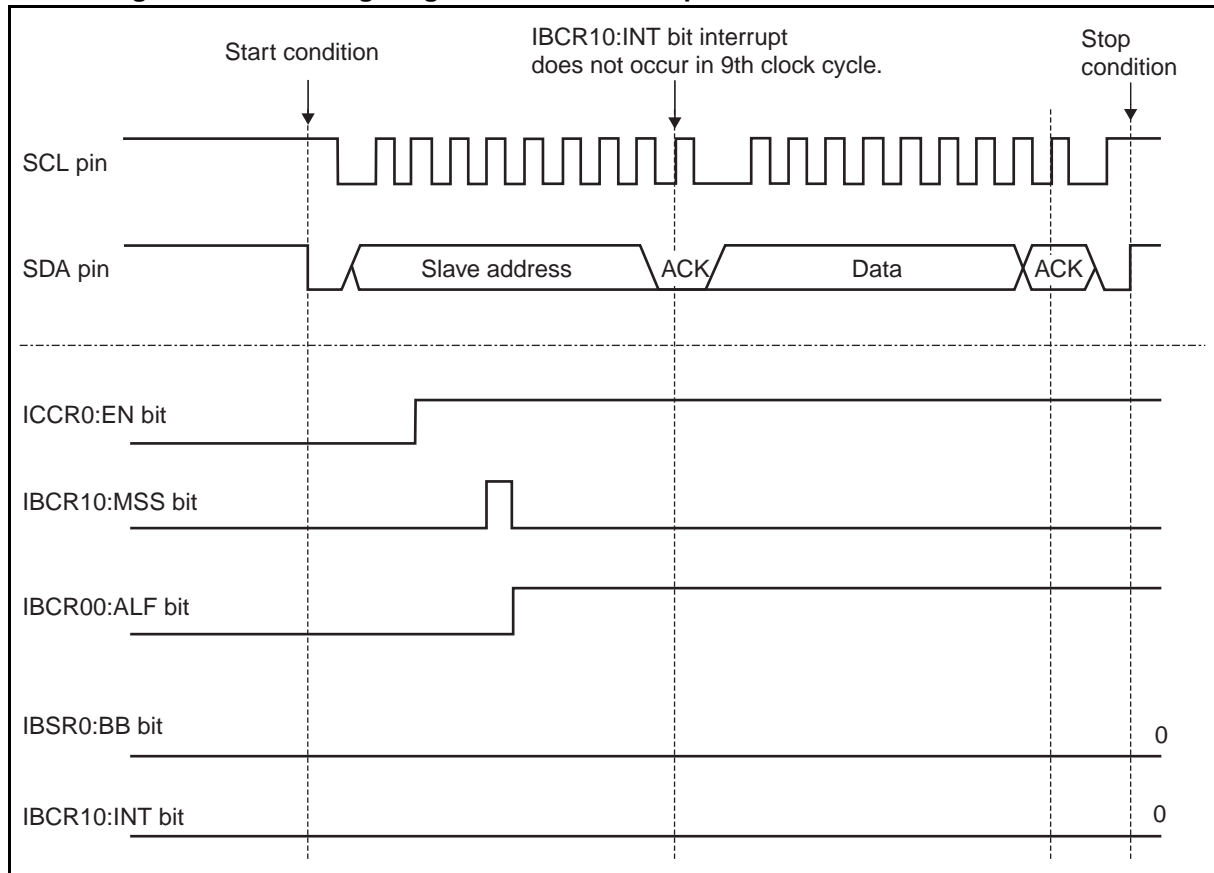 Start condition
IBCR10:INT bit interrupt
does not occur in 9th clock cycle.
Stop
condition
SCL pin
SDA pin
Slave address
ACK
Data
ACK
ICCR0:EN bit
IBCR10:MSS bit
IBCR00:ALF bit
IBSR0:BB bit
0
IBCR10:INT bit
0